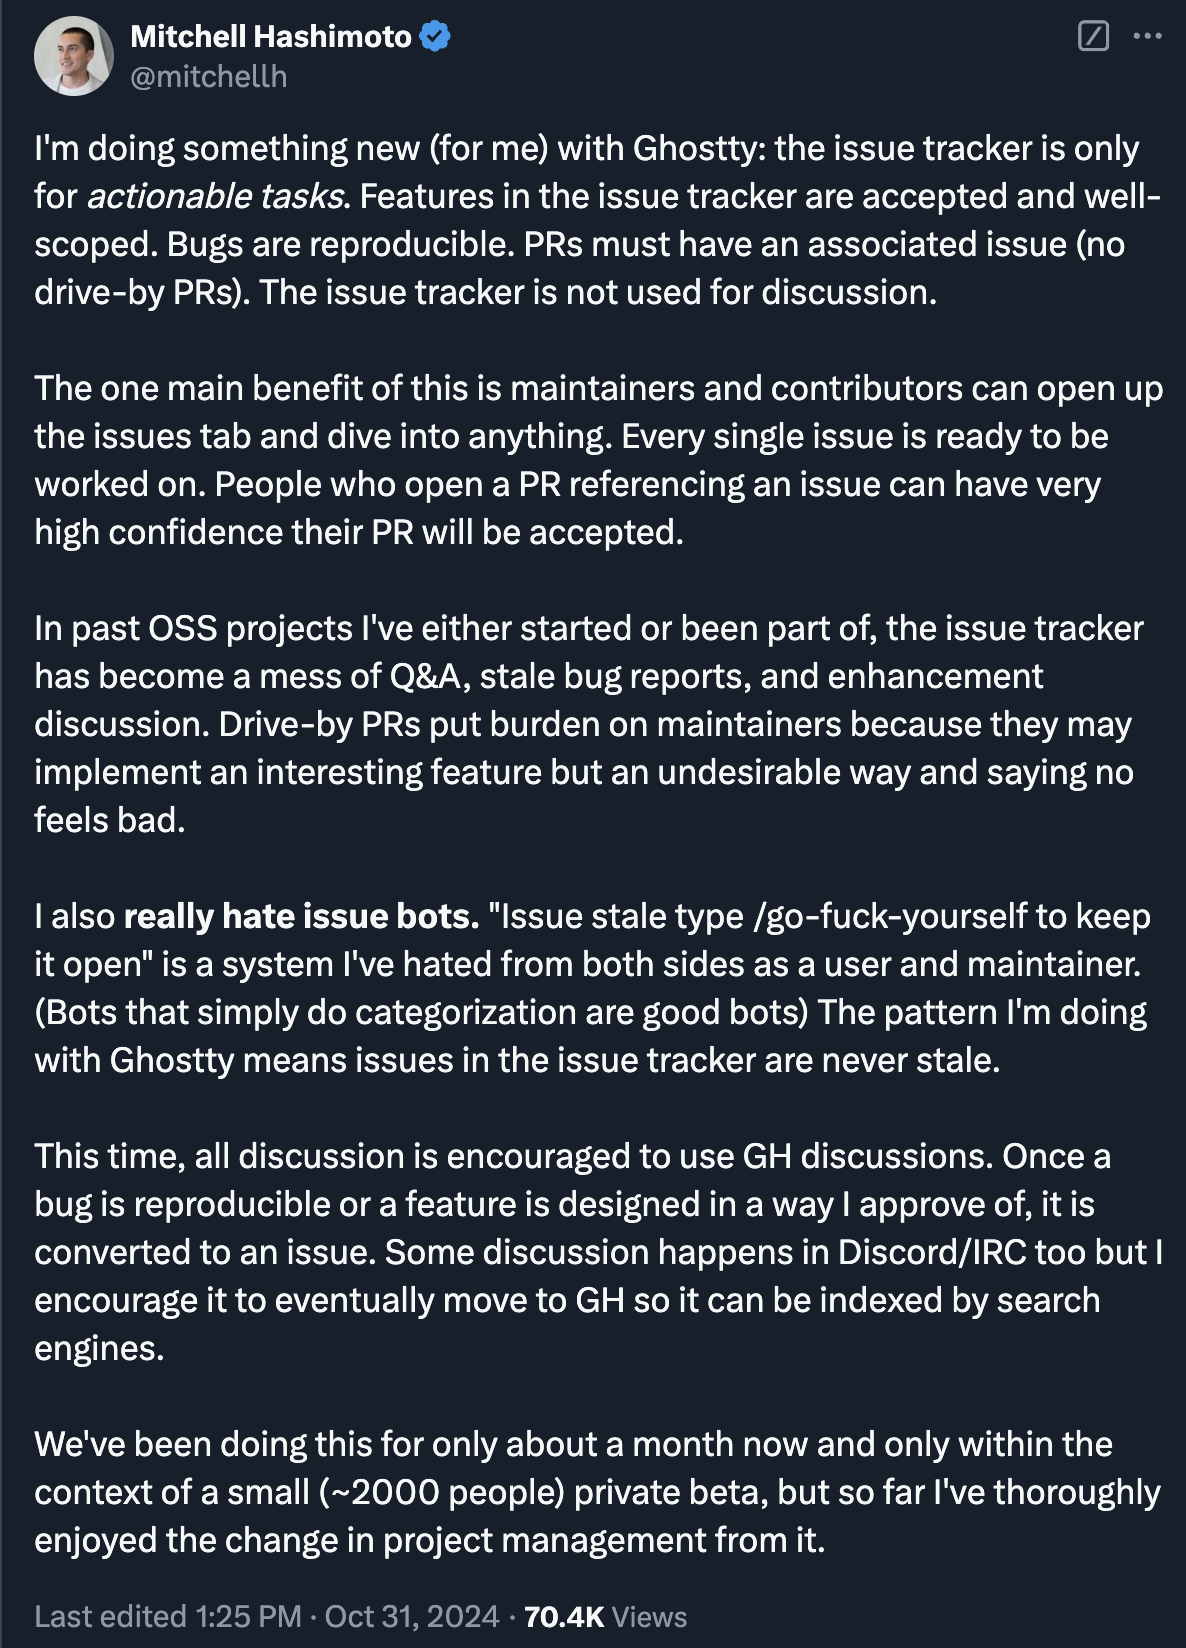 Mitchell Hashimoto
@mitchellh
I'm doing something new (for me) with Ghostty: the issue tracker is only
for actionable tasks. Features in the issue tracker are accepted and well-
scoped. Bugs are reproducible. PRs must have an associated issue (no
drive-by PRs). The issue tracker is not used for discussion.
The one main benefit of this is maintainers and contributors can open up
the issues tab and dive into anything. Every single issue is ready to be
worked on. People who open a PR referencing an issue can have very
high confidence their PR will be accepted.
In past OSS projects I've either started or been part of, the issue tracker
has become a mess of Q&A, stale bug reports, and enhancement
discussion. Drive-by PRs put burden on maintainers because they may
implement an interesting feature but an undesirable way and saying no
feels bad.
I also really hate issue bots. "Issue stale type /go-fuck-yourself to keep
it open" is a system I've hated from both sides as a user and maintainer.
(Bots that simply do categorization are good bots) The pattern I'm doing
with Ghostty means issues in the issue tracker are never stale.
This time, all discussion is encouraged to use GH discussions. Once a
bug is reproducible or a feature is designed in a way I approve of, it is
converted to an issue. Some discussion happens in Discord/IRC too but I
encourage it to eventually move to GH so it can be indexed by search
engines.
We've been doing this for only about a month now and only within the
context of a small (~2000 people) private beta, but so far I've thoroughly
enjoyed the change in project management from it.
Last edited 1:25 PM · Oct 31, 2024 · 70.4K Views